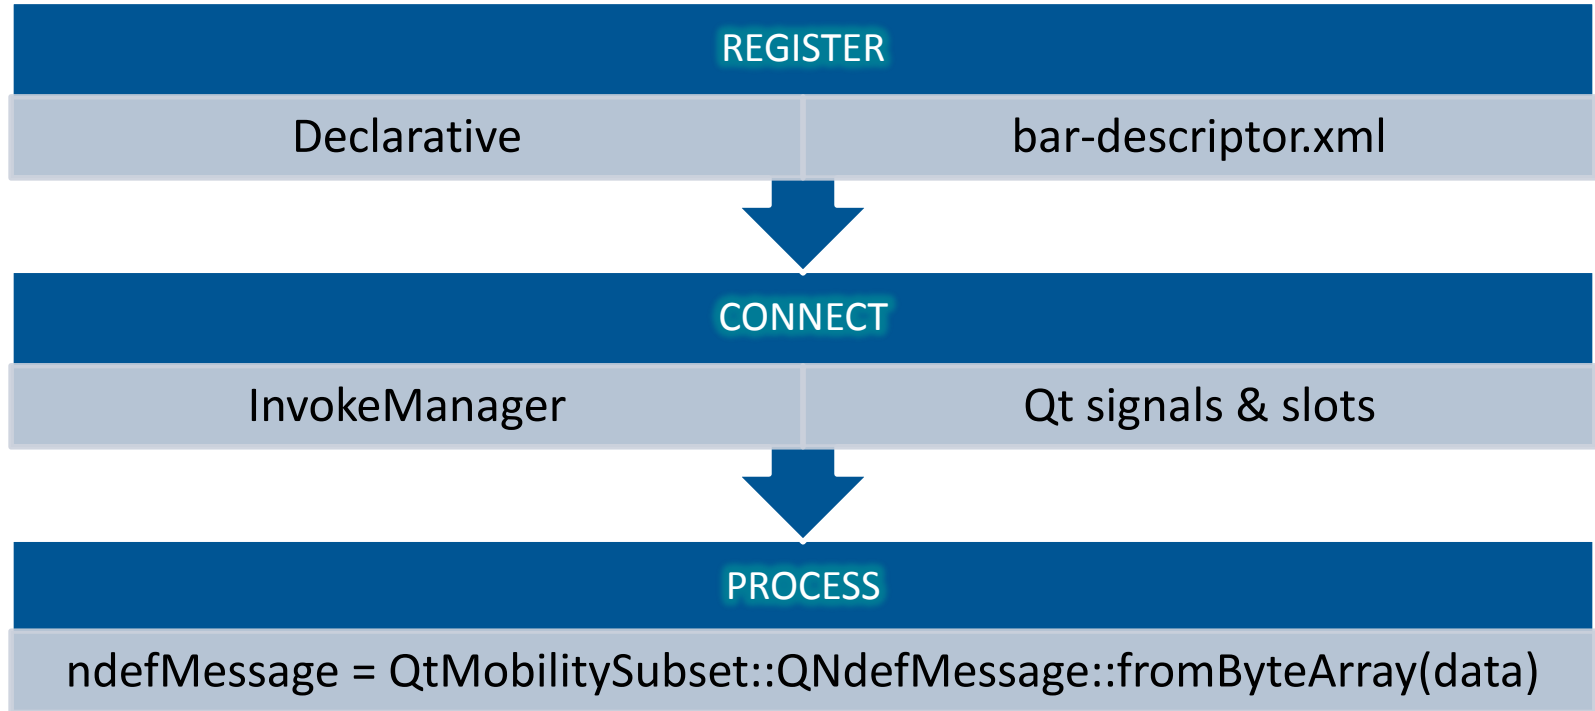 REGISTER
Declarative
bar-descriptor.xml
CONNECT
InvokeManager
Qt signals & slots
PROCESS
ndefMessage = QtMobilitySubset::QNdefMessage::fromByteArray(data)